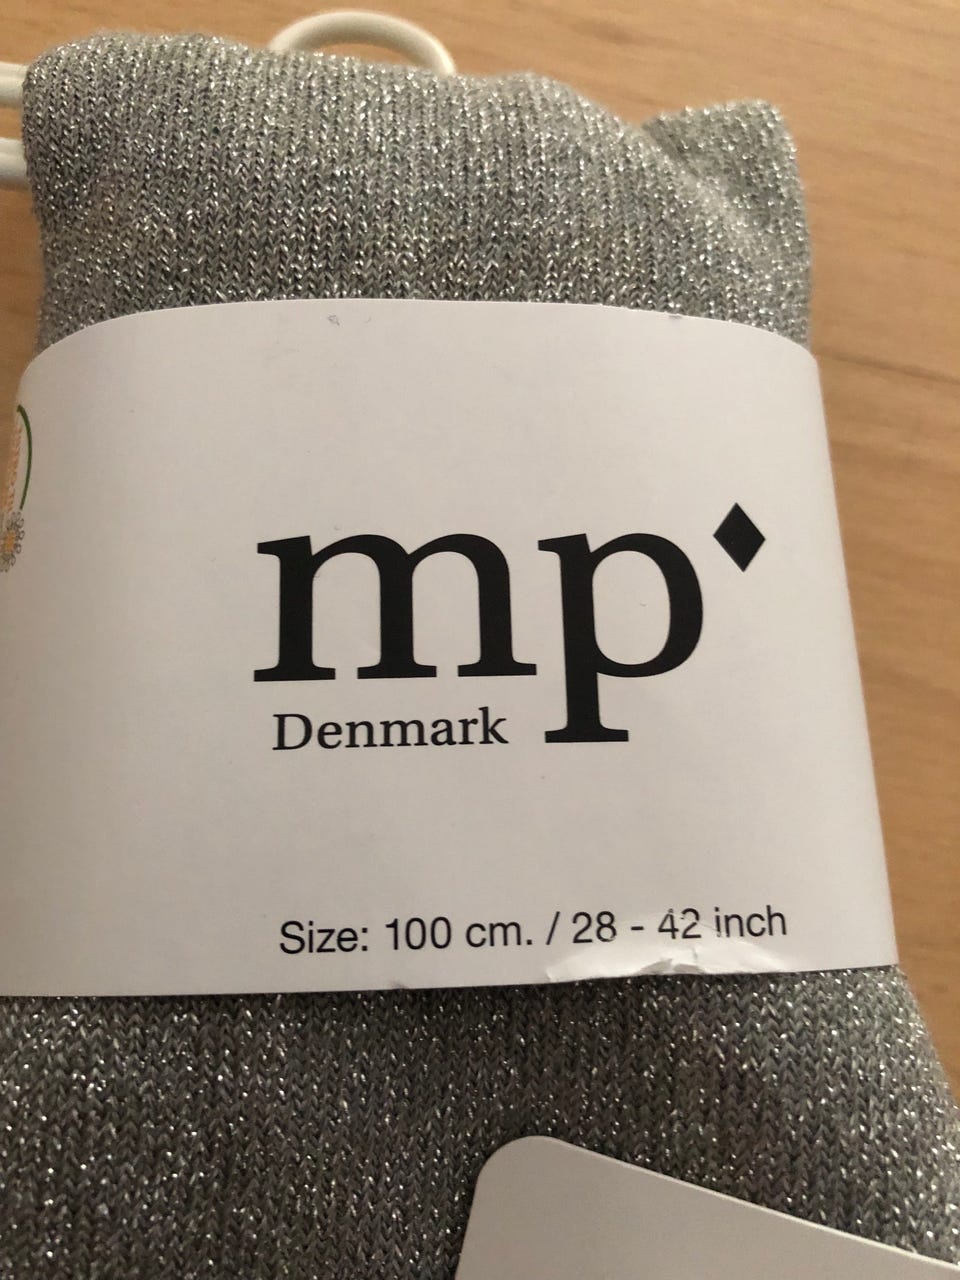 mp
Denmark
Size: 100 cm. / 28 - 42 inch